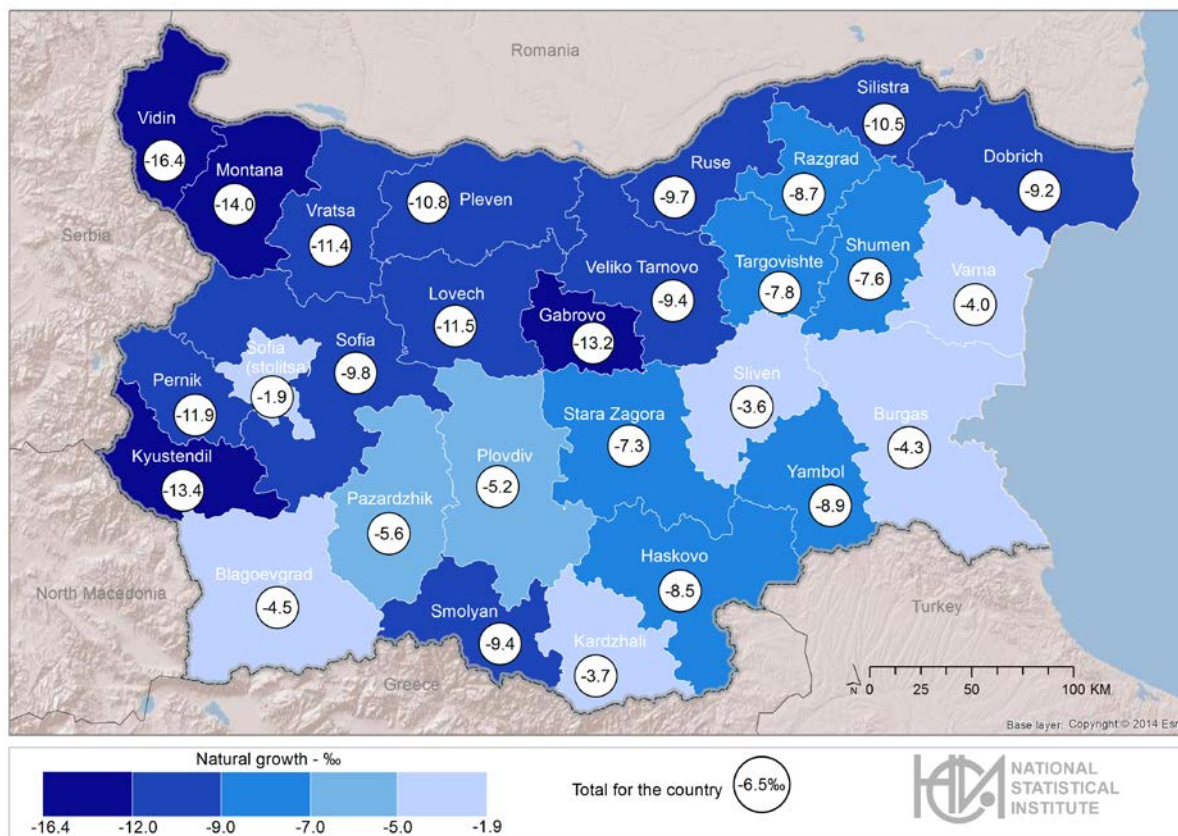 Romania
Silistra
-10.5
Vidin
-16.4
Montana
-14.0
Ruse
-9.7
Razgrad
-8.7
Dobrich
-9.2
Pleven
-10.8
Vratsa
-11.4
Serbia
Veliko Tarnovo
-9.4
Targovishte
-7.8
Shumen
-7.6
Varna
-4.0
Lovech
-11.5
Gabrovo
-13.2
Sofia
(stolitsa)
-1.9
Sofia
-9.8
Pernik
-11.9
Sliven
-3.6
Stara Zagora
-7.3
Burgas
-4.3
Kyustendil
-13.4
Plovdiv
-5.2
Yambol
-8.9
Pazardzhik
-5.6
Haskovo
-8.5
Blagoevgrad
-4.5
North Macedonia
Smolyan
-9.4
Kardzhali
-3.7
Turkey
Greece
N
0 25 50 100 KM
Base layer: Copyright © 2014 Esr
Natural growth - ‰
-16.4 -12.0 -9.0 -7.0 -5.0 -1.9
Total for the country -6.5‰
НСИ
NATIONAL
STATISTICAL
INSTITUTE